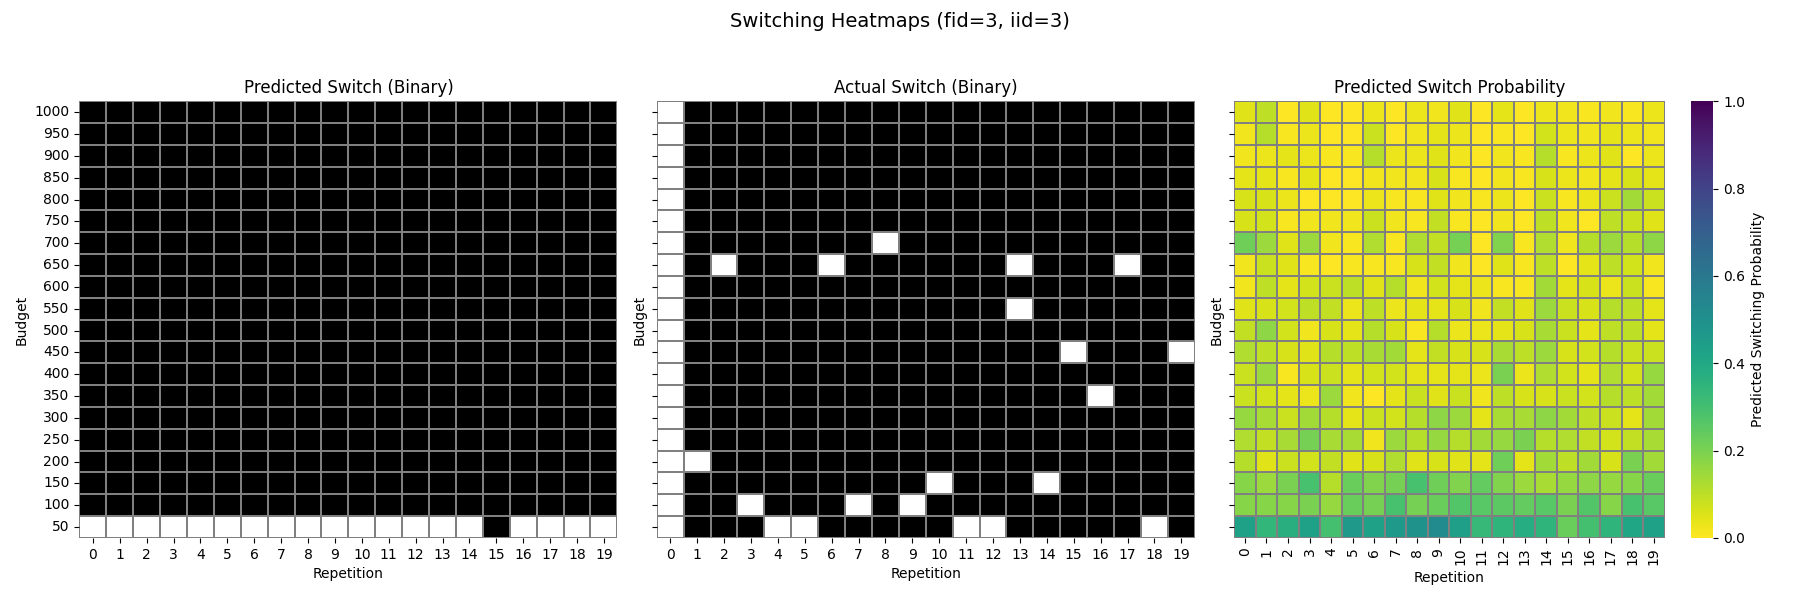 Switching Heatmaps (fid=3, iid=3)
Predicted Switch (Binary)
Budget
1000
950
900
850
800
750
700
650
600
550
500
450
400
350
300
250
200
150
100
50
0 1 2 3 4 5 6 7 8 9 10 11 12 13 14 15 16 17 18 19
Repetition
Actual Switch (Binary)
Budget
0 1 2 3 4 5 6 7 8 9 10 11 12 13 14 15 16 17 18 19
Repetition
Predicted Switch Probability
Budget
0 1 2 3 4 5 6 7 8 9 10 11 12 13 14 15 16 17 18 19
Repetition
1.0
0.8
0.6
0.4
0.2
0.0
Predicted Switching Probability